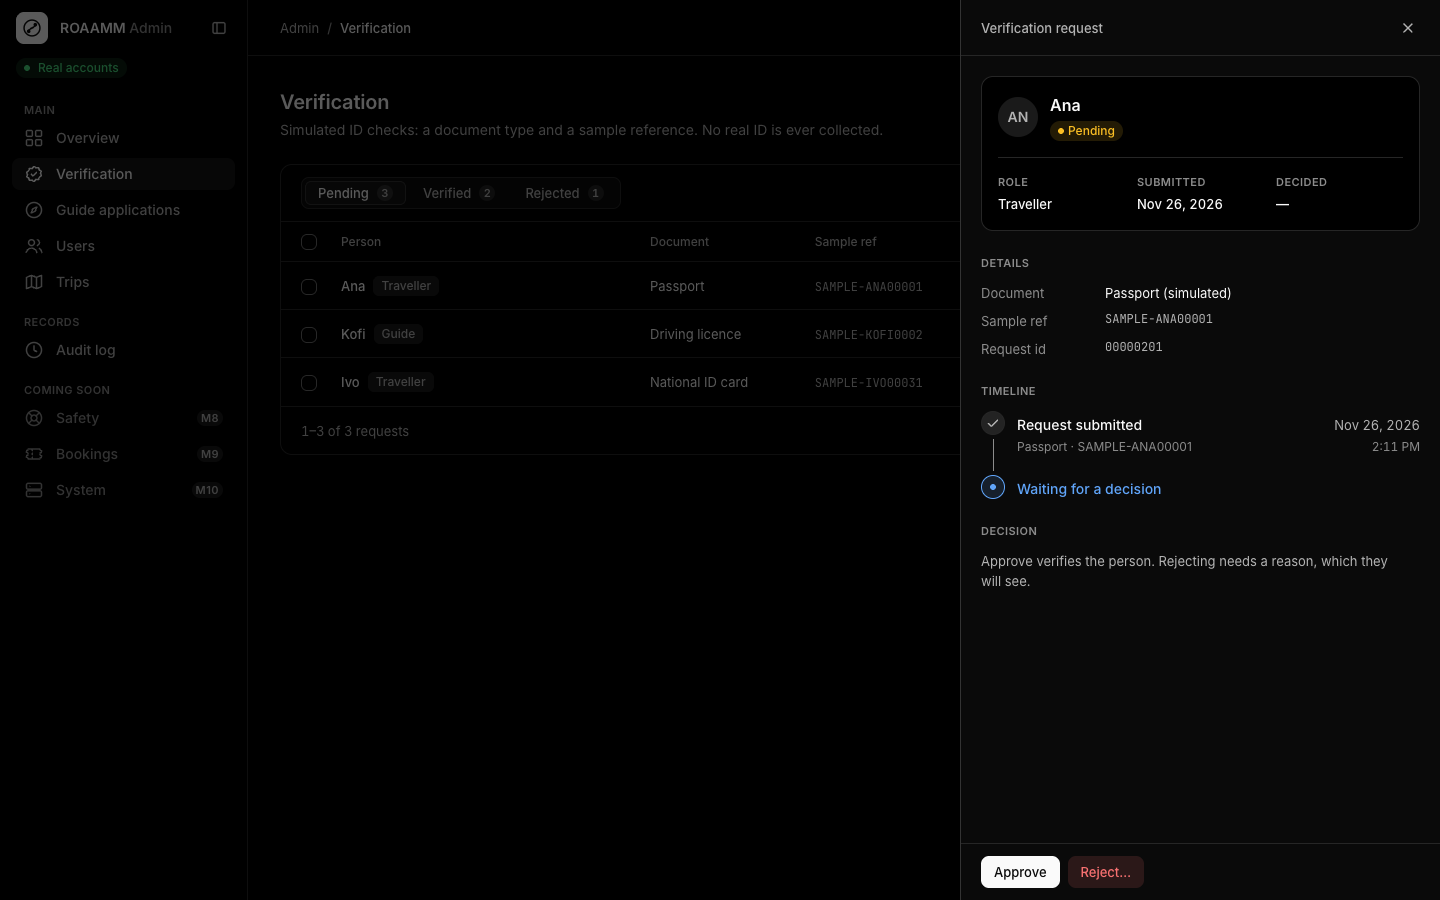 ROAAMM Admin
Real accounts
MAIN
Overview
Verification
Guide applications
Users
Trips
RECORDS
Audit log
COMING SOON
Safety M8
Bookings M9
System M10
Admin / Verification
Verification
Simulated ID checks: a document type and a sample reference. No real ID is ever collected.
Pending 3 Verified 2 Rejected 1
Person Document Sample ref
Ana Traveller Passport SAMPLE-ANA00001
Kofi Guide Driving licence SAMPLE-KOFI0002
Ivo Traveller National ID card SAMPLE-IVO00031
1–3 of 3 requests
Verification request
AN
Ana
Pending
ROLE SUBMITTED DECIDED
Traveller Nov 26, 2026 —
DETAILS
Document Passport (simulated)
Sample ref SAMPLE-ANA00001
Request id 00000201
TIMELINE
Request submitted Nov 26, 2026
Passport · SAMPLE-ANA00001 2:11 PM
Waiting for a decision
DECISION
Approve verifies the person. Rejecting needs a reason, which they
will see.
Approve Reject...